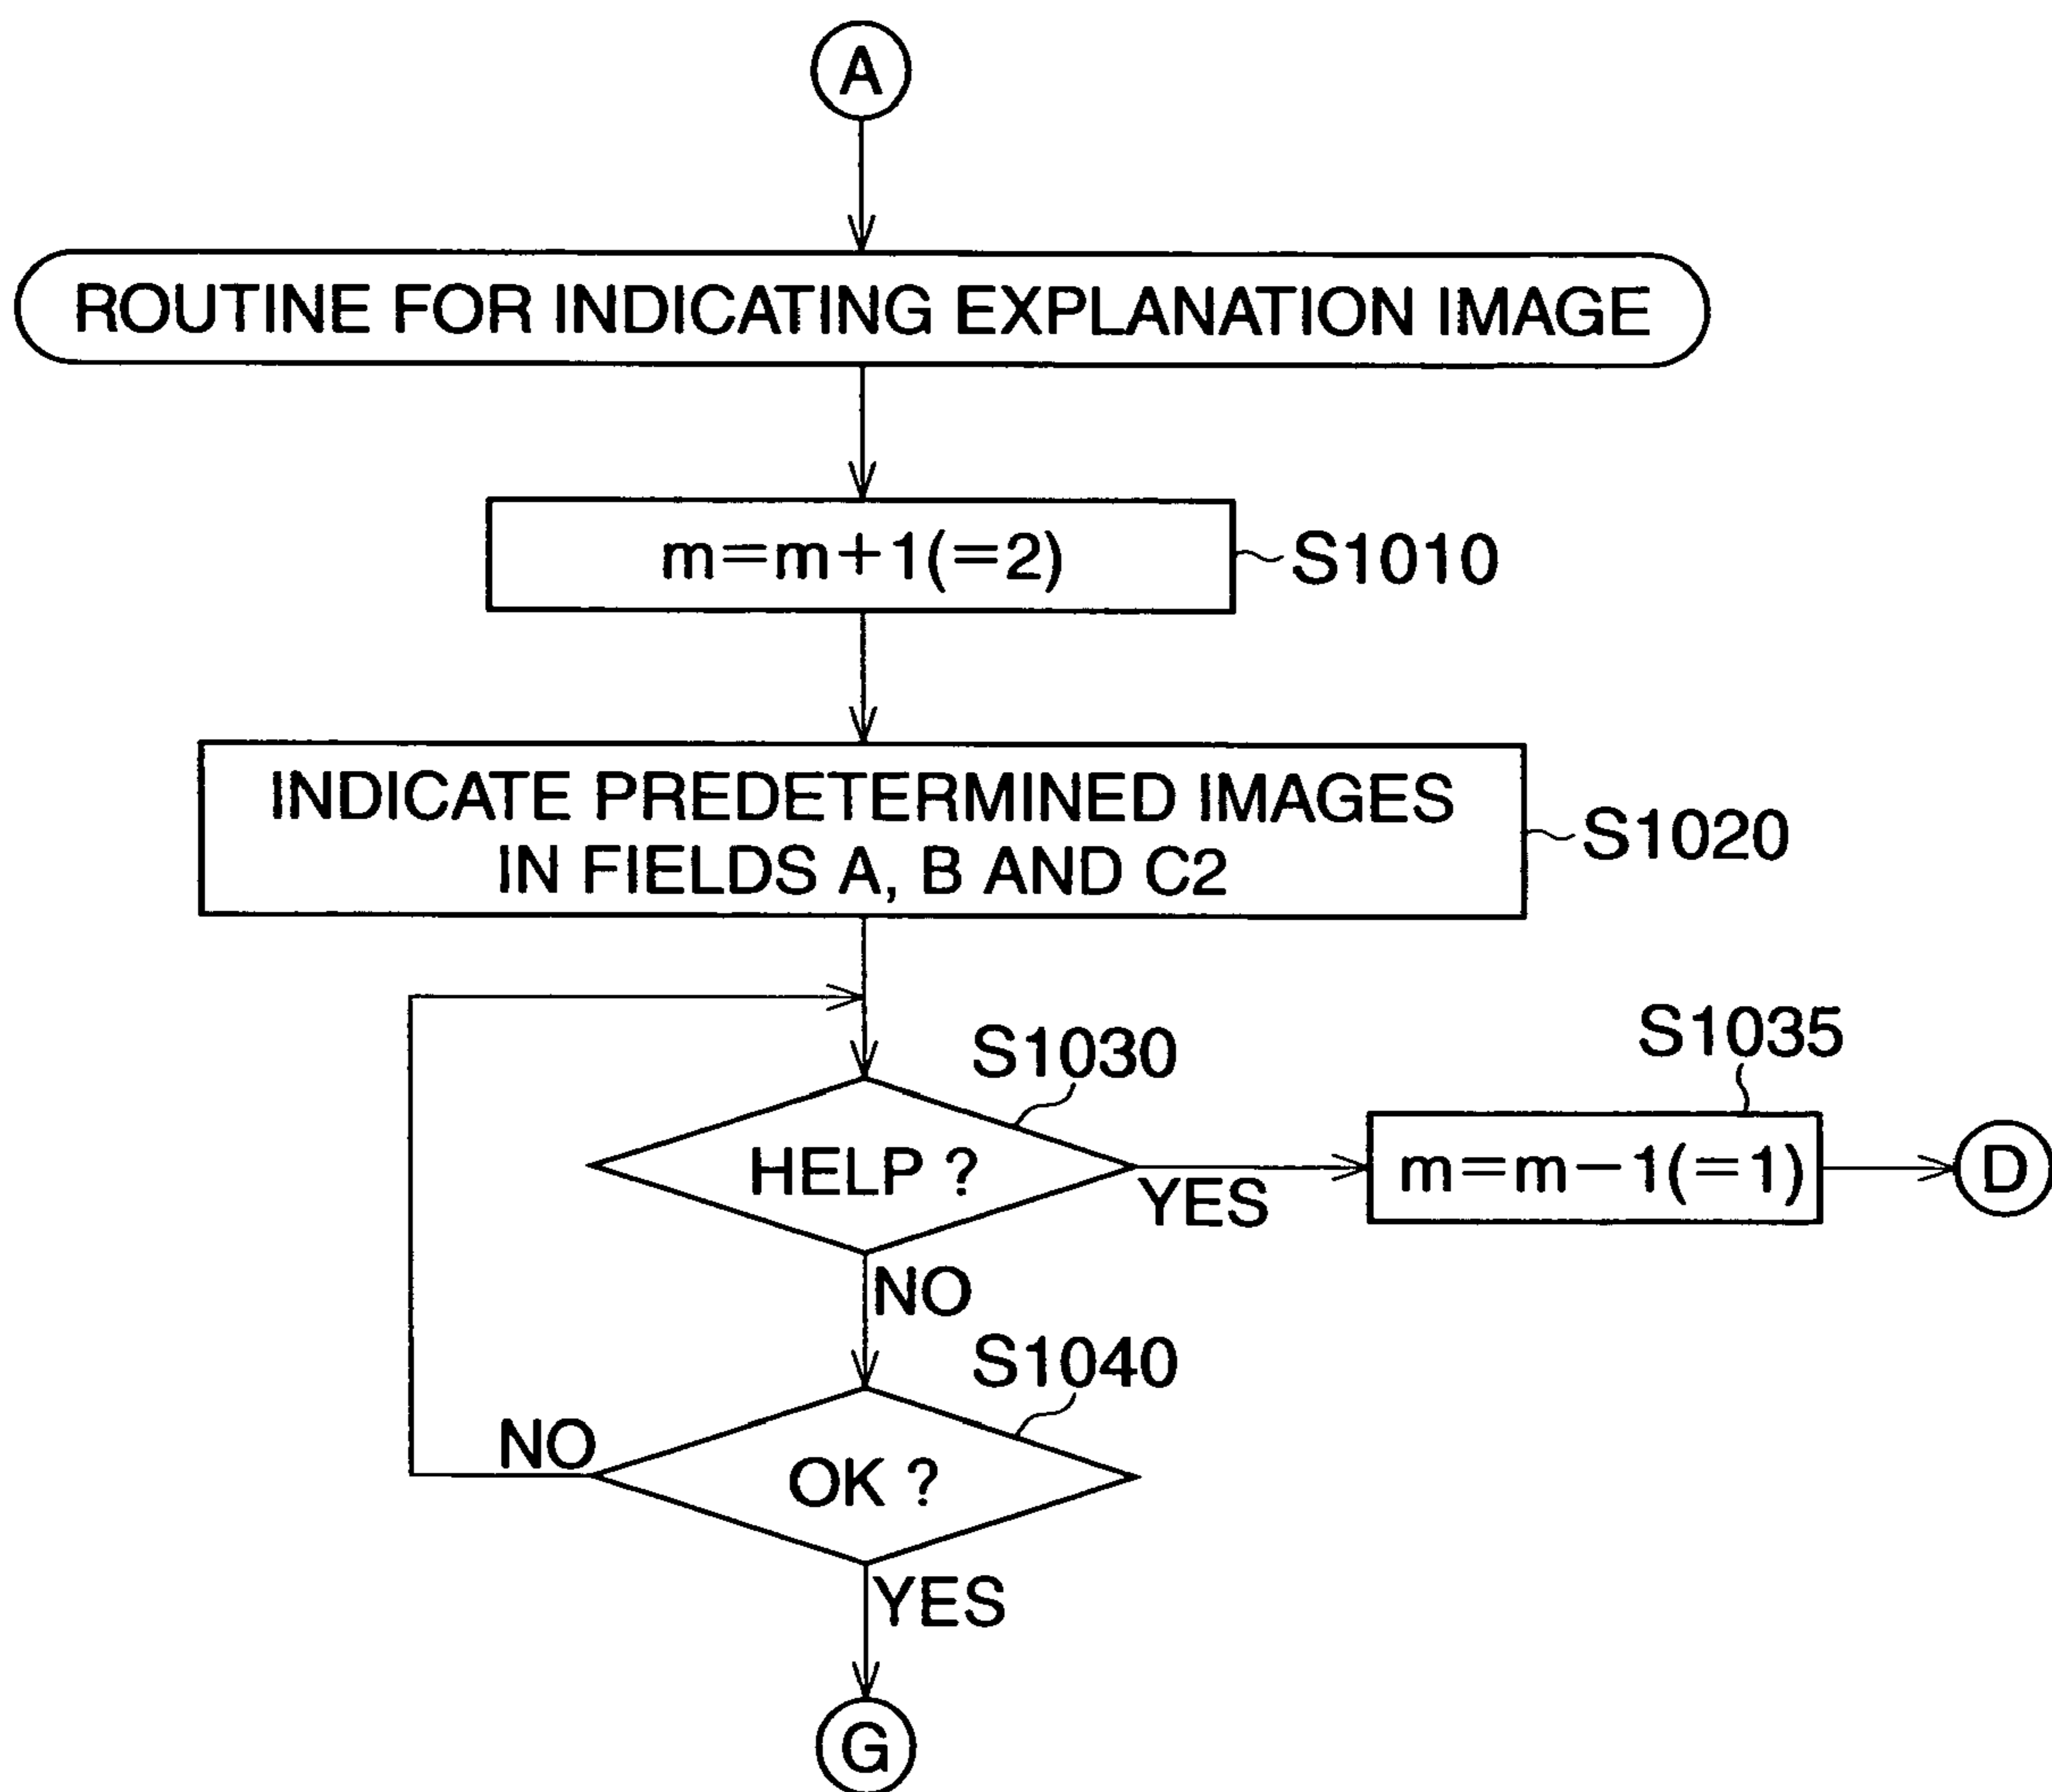 A
ROUTINE FOR INDICATING EXPLANATION IMAGE
m=m+1(=2)
S1010
INDICATE PREDETERMINED IMAGES
IN FIELDS A, B AND C2
S1020
S1030
HELP ?
YES
S1035
m=m−1(=1)
D
NO
S1040
OK ?
NO
YES
G